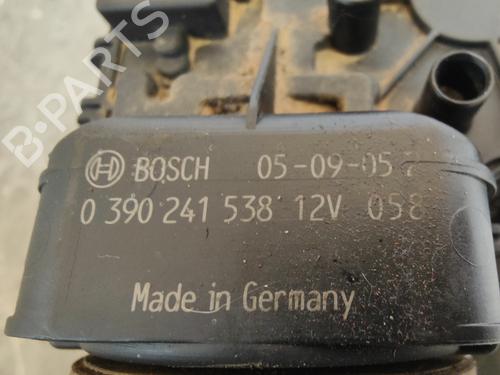 BOSCH 05-09-05
0 390 241 538 12V 058
Made in Germany
B-PARTS